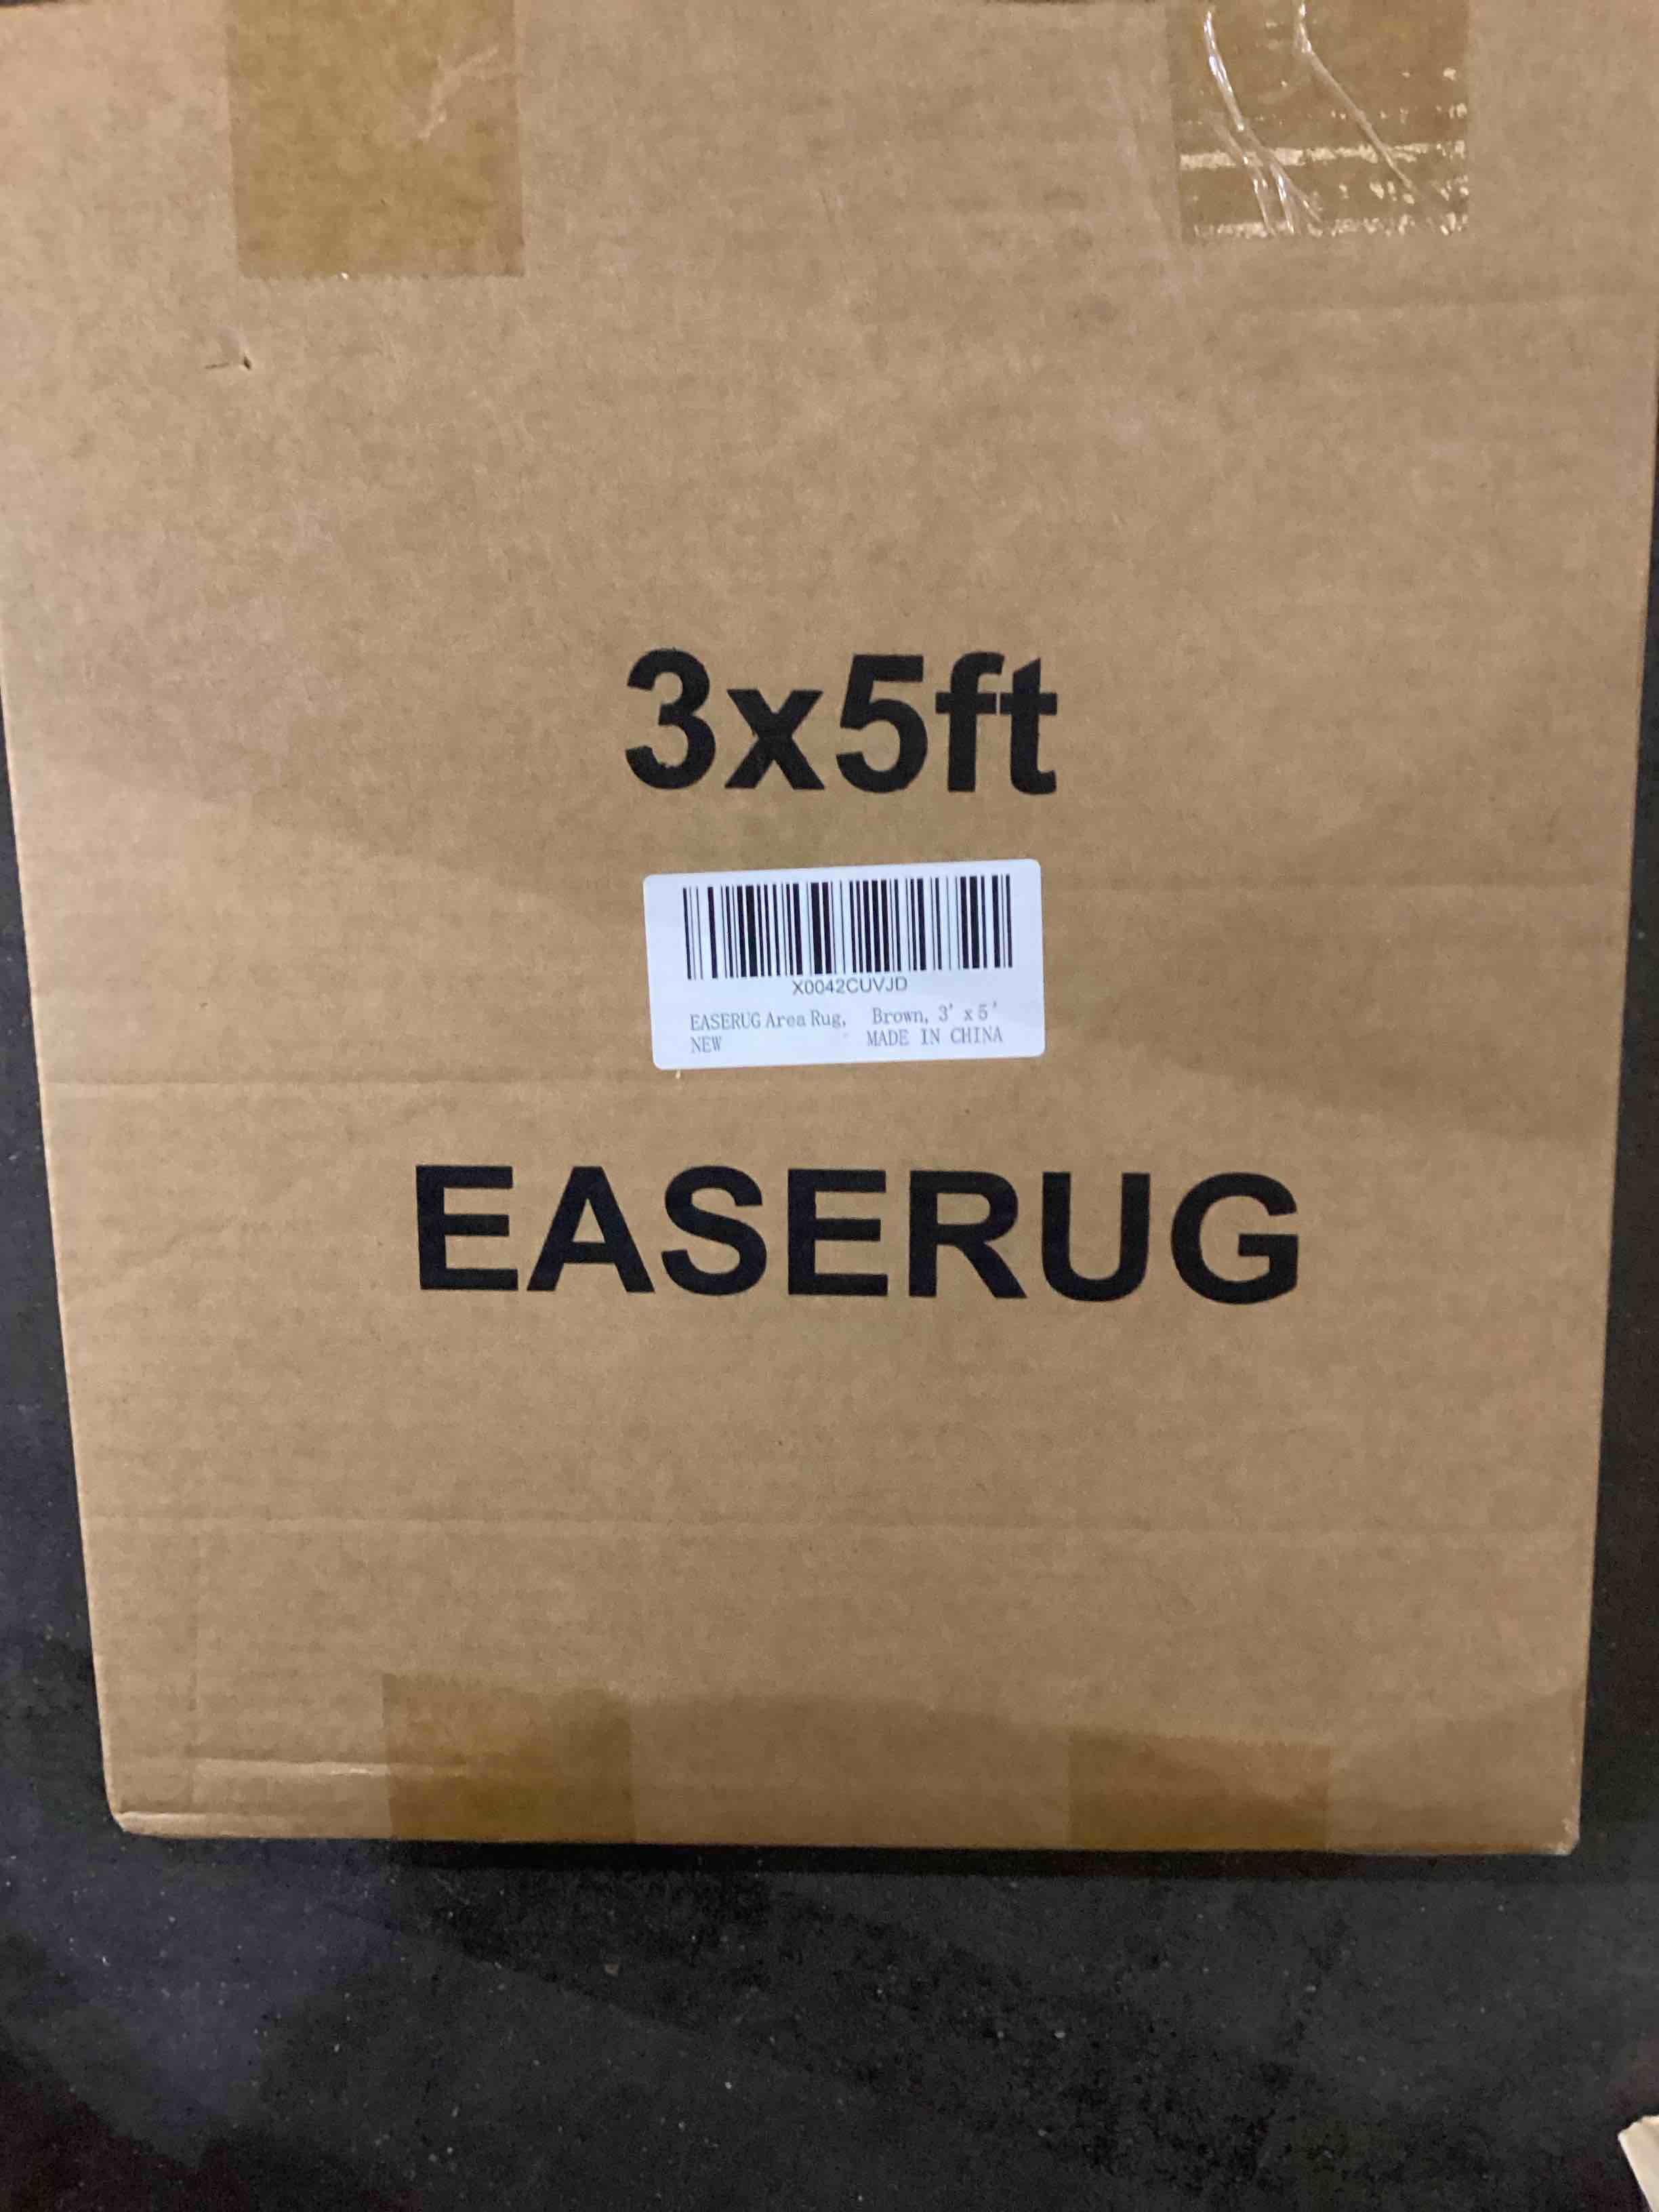 3x5ft
X0042CUVJD
EASERUG Area Rug, Brown, 3' x 5'
NEW MADE IN CHINA
EASERUG